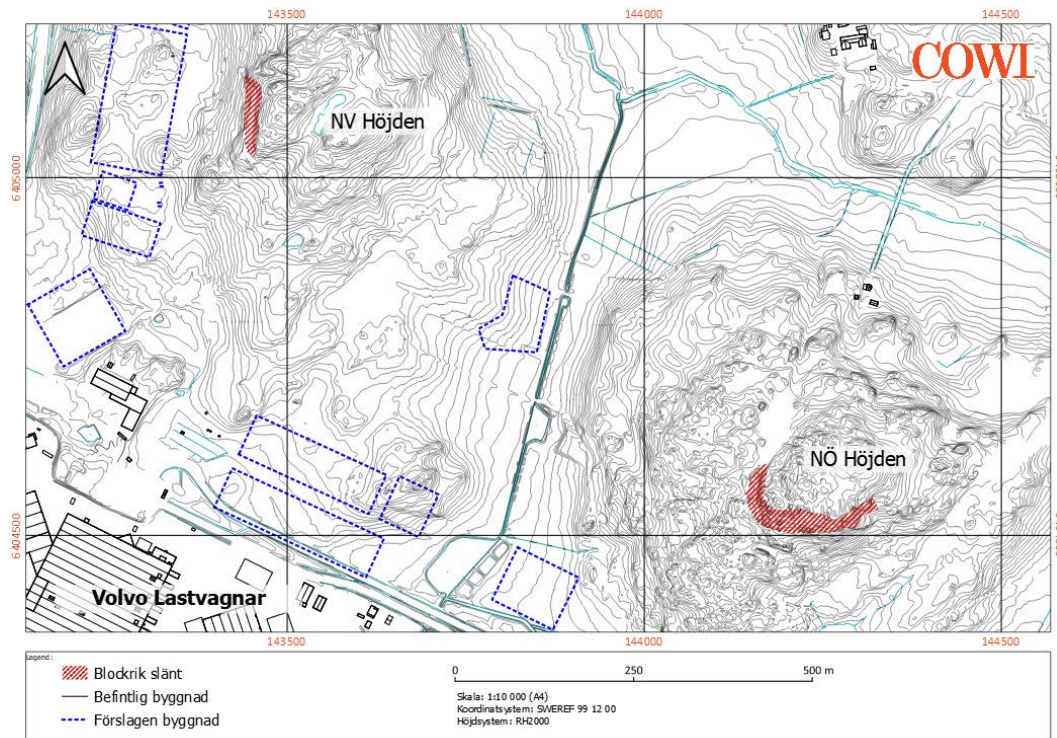 143500
144000
144500
COWI
NV Höjden
6 405000
NÖ Höjden
6 404500
Volvo Lastvagnar
143500
144000
144500
Legend:
Blockrik slänt
Befintlig byggnad
Förslagen byggnad
0
250
500 m
Skala: 1:10 000 (A4)
Koordinatsystem: SWEREF 99 12 00
Höjdsystem: RH2000